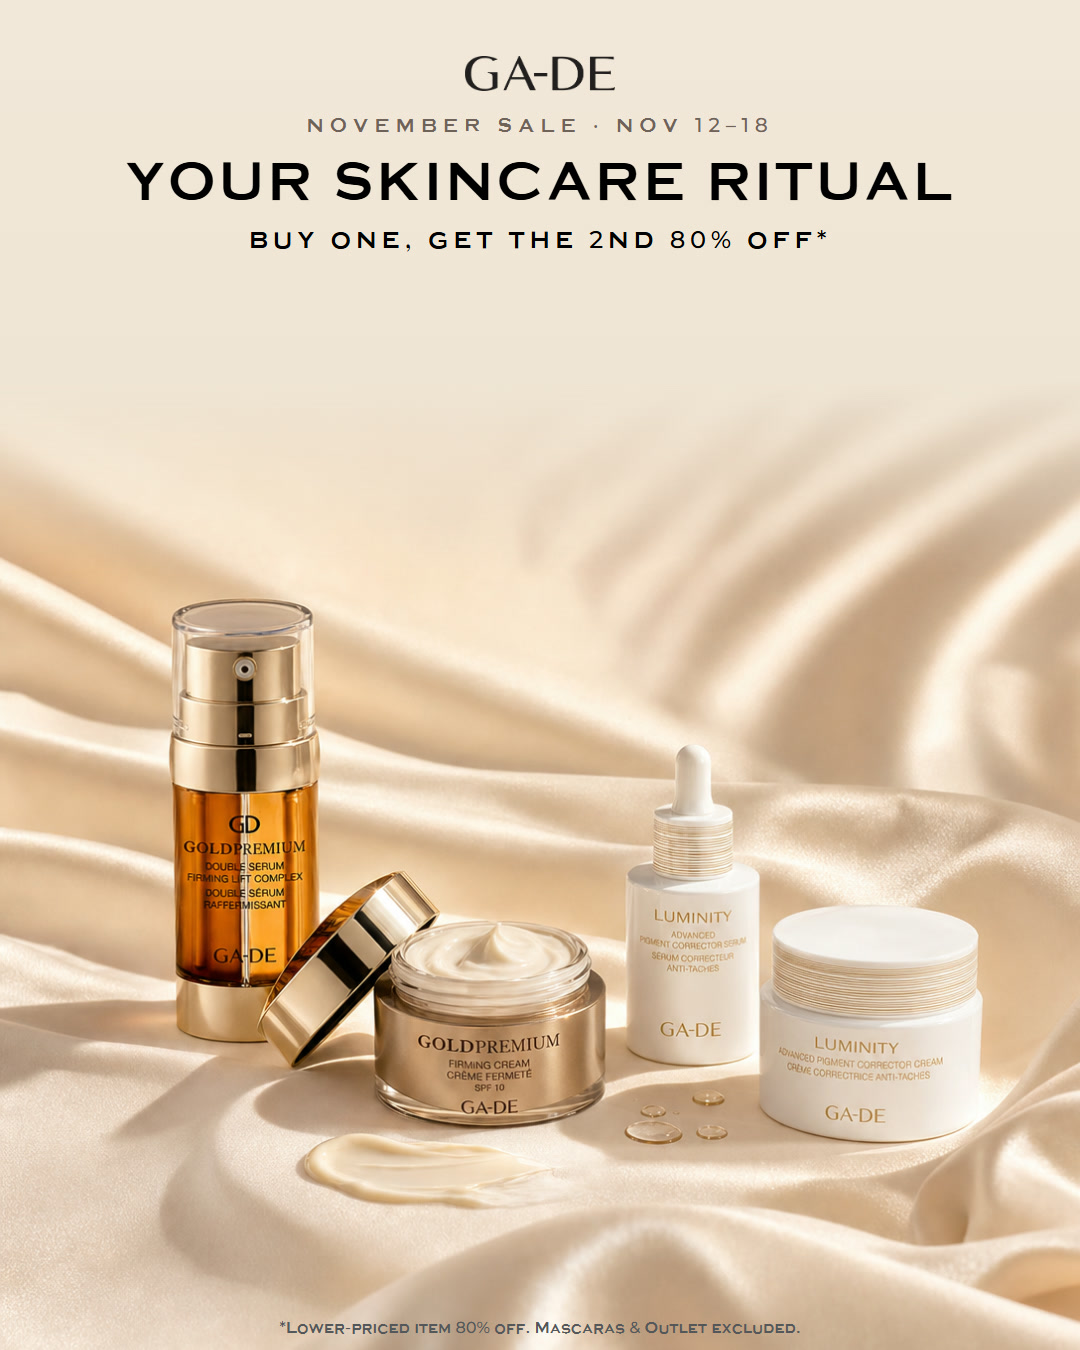 GA-DE
NOVEMBER SALE · NOV 12–18
YOUR SKINCARE RITUAL
BUY ONE, GET THE 2ND 80% OFF*
GD
GOLDPREMIUM
DOUBLE SERUM
FIRMING LIFT COMPLEX
DOUBLE SÉRUM
RAFFERMISSANT
GA-DE
GOLDPREMIUM
FIRMING CREAM
CRÈME FERMETÉ
SPF 10
GA-DE
LUMINITY
ADVANCED
PIGMENT CORRECTOR SERUM
SÉRUM CORRECTEUR
ANTI-TACHES
GA-DE
LUMINITY
ADVANCED PIGMENT CORRECTOR CREAM
CRÈME CORRECTRICE ANTI-TACHES
GA-DE
*LOWER-PRICED ITEM 80% OFF. MASCARAS & OUTLET EXCLUDED.